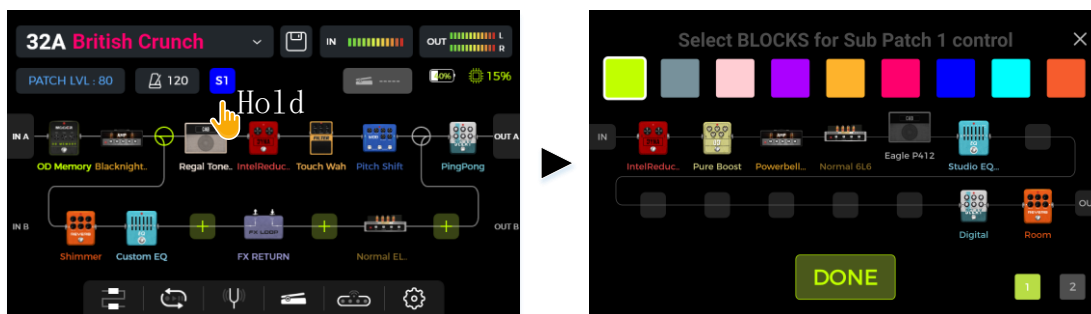 32A British Crunch
IN
OUT
L
R
PATCH LVL : 80
120
S1
-----
15%
Hold
IN A
OUT A
OD Memory
Blacknight..
Regal Tone..
IntelReduc..
Touch Wah
Pitch Shift
PingPong
IN B
FX LOOP
OUT B
Shimmer
Custom EQ
FX RETURN
Normal EL..
Select BLOCKS for Sub Patch 1 control
IN
IntelReduc..
Pure Boost
Powerbell...
Normal 6L6
Eagle P412
Studio EQ...
OU
Digital
Room
DONE
1
2